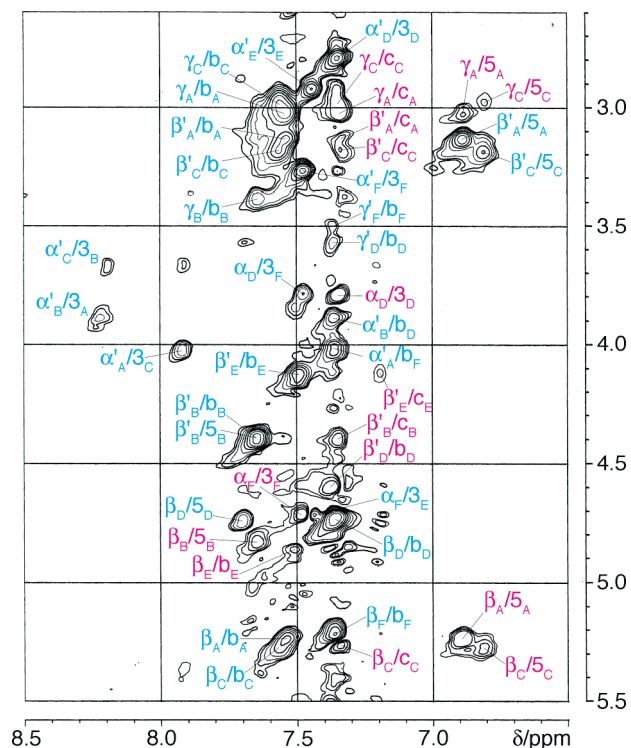 α'D/3D
α'E/3E
γC/bC
γC/cC
γA/5A
γA/bA
γA/cA
γC/5C
3.0
β'A/bA
β'A/cA
β'A/5A
β'C/bC
β'C/cC
β'C/5C
α'F/3F
γB/bB
γ'F/bF
3.5
γ'D/bD
α'C/3B
αD/3F
αD/3D
α'B/3A
α'B/bD
4.0
α'A/3C
β'E/bE
α'A/bF
β'E/cE
β'B/bB
β'B/cB
β'B/5B
β'D/bD
4.5
αF/3F
αF/3E
βD/5D
βB/5B
βD/bD
βE/bE
5.0
βA/bA
βF/bF
βA/5A
βC/bC
βC/cC
βC/5C
5.5
8.5 8.0 7.5 7.0 δ/ppm